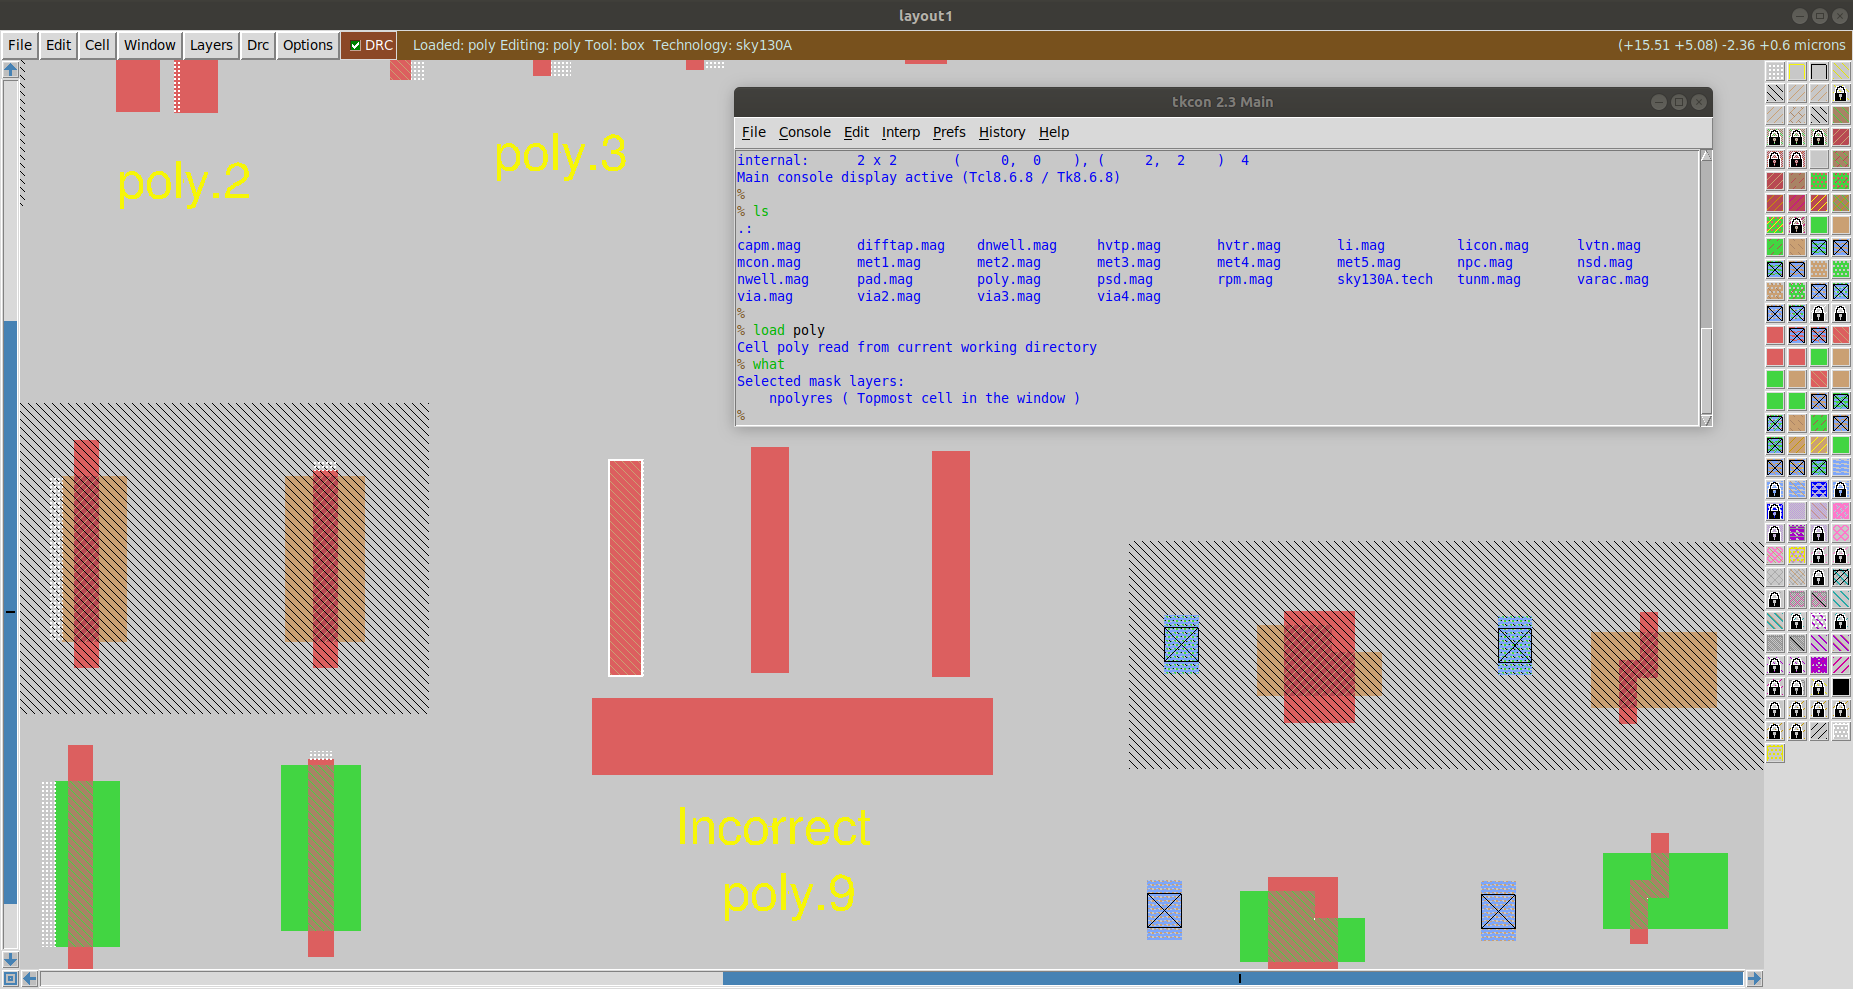 layout1
File Edit Cell Window Layers Drc Options DRC Loaded: poly Editing: poly Tool: box Technology: sky130A (+15.51 +5.08) -2.36 +0.6 microns
tkcon 2.3 Main
File Console Edit Interp Prefs History Help
internal: 2 x 2 ( 0, 0 ), ( 2, 2 ) 4
Main console display active (Tcl8.6.8 / Tk8.6.8)
%
% ls
.:
capm.mag difftap.mag dnwell.mag hvtp.mag hvtr.mag li.mag licon.mag lvtn.mag
mcon.mag met1.mag met2.mag met3.mag met4.mag met5.mag npc.mag nsd.mag
nwell.mag pad.mag poly.mag psd.mag rpm.mag sky130A.tech tunm.mag varac.mag
via.mag via2.mag via3.mag via4.mag
%
% load poly
Cell poly read from current working directory
% what
Selected mask layers:
npolyres ( Topmost cell in the window )
%
poly.2
poly.3
Incorrect
poly.9